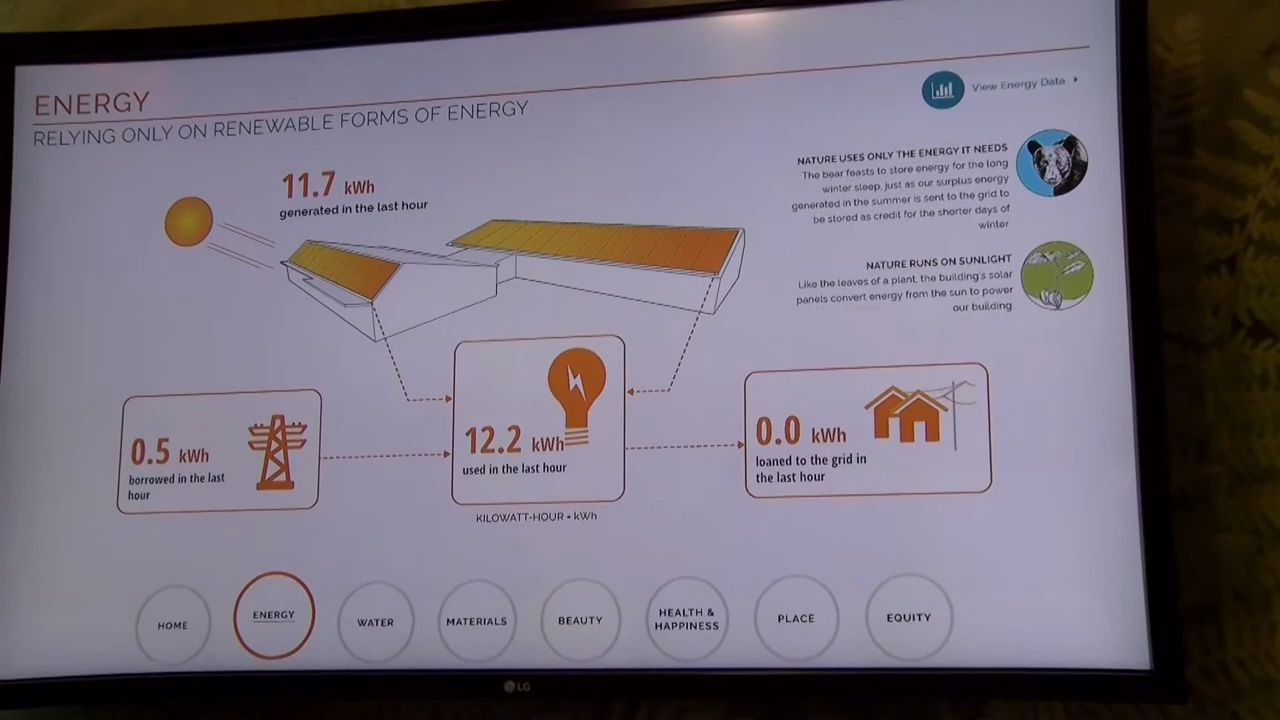 ENERGY
RELYING ONLY ON RENEWABLE FORMS OF ENERGY
View Energy Data
11.7 kWh
generated in the last hour
NATURE USES ONLY THE ENERGY IT NEEDS
The bear feasts to store energy for the long
winter sleep, just as our surplus energy
generated in the summer is sent to the grid to
be stored as credit for the shorter days of
winter
NATURE RUNS ON SUNLIGHT
Like the leaves of a plant, the building's solar
panels convert energy from the sun to power
our building
0.5 kWh
borrowed in the last
hour
12.2 kWh
used in the last hour
0.0 kWh
loaned to the grid in
the last hour
KILOWATT-HOUR = kWh
HOME
ENERGY
WATER
MATERIALS
BEAUTY
HEALTH &
HAPPINESS
PLACE
EQUITY
LG